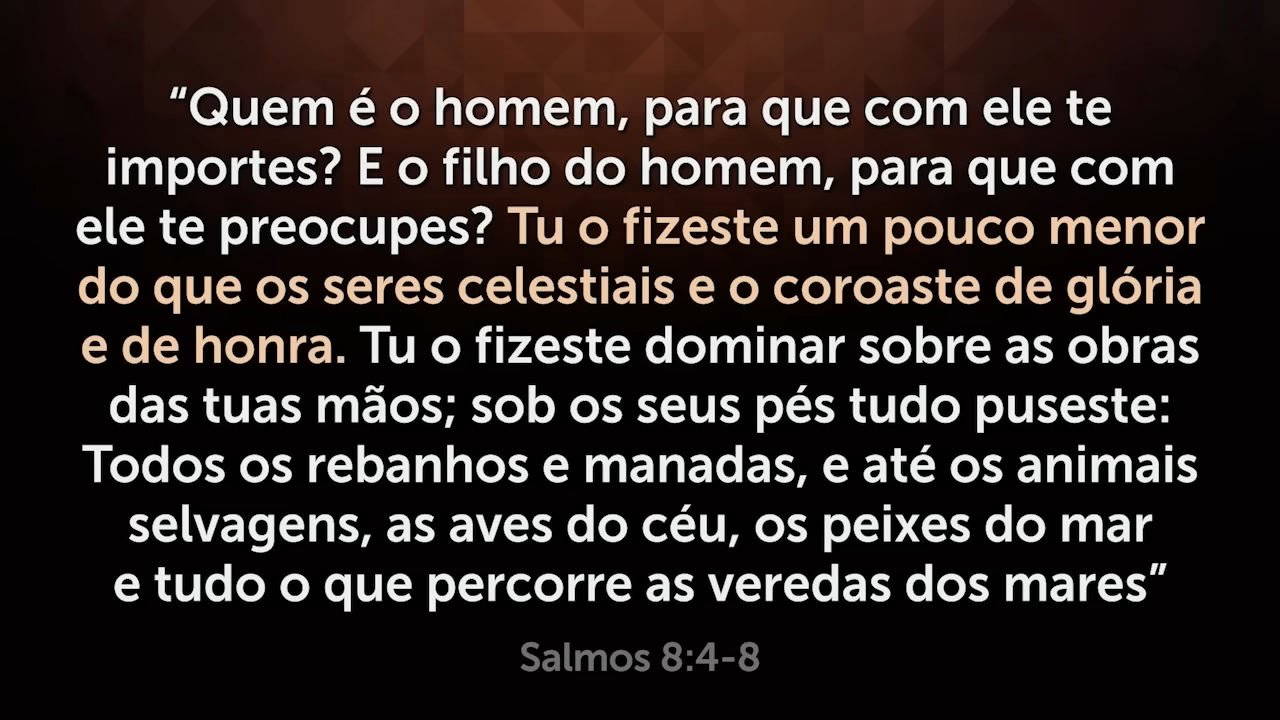 “Quem é o homem, para que com ele te
importes? E o filho do homem, para que com
ele te preocupes? Tu o fizeste um pouco menor
do que os seres celestiais e o coroaste de glória
e de honra. Tu o fizeste dominar sobre as obras
das tuas mãos; sob os seus pés tudo puseste:
Todos os rebanhos e manadas, e até os animais
selvagens, as aves do céu, os peixes do mar
e tudo o que percorre as veredas dos mares”
Salmos 8:4-8